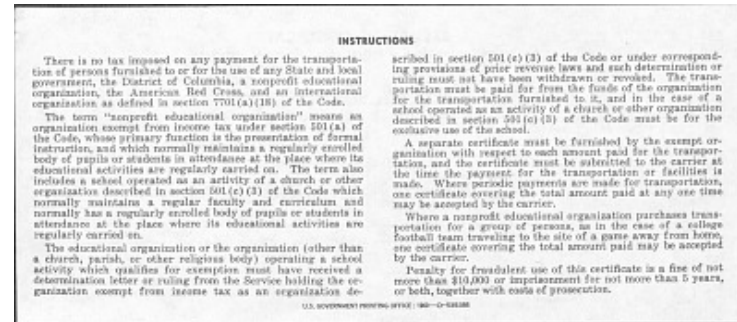 INSTRUCTIONS
There is no tax imposed on any payment for the transporta-
tion of persons furnished to or for the use of any State and local
government, the District of Columbia, a nonprofit educational
organization, the American Red Cross, and an international
organization as defined in section 7701(a)(18) of the Code.
The term "nonprofit educational organization" means an
organization exempt from income tax under section 501(a) of
the Code, whose primary function is the presentation of formal
instruction, and which normally maintains a regularly enrolled
body of pupils or students in attendance at the place where its
educational activities are regularly carried on. The term also
includes a school operated as an activity of a church or other
organization described in section 501(c)(3) of the Code which
normally maintains a regular faculty and curriculum and
normally has a regularly enrolled body of pupils or students in
attendance at the place where its educational activities are
regularly carried on.
The educational organization or the organization (other than
a church, parish, or other religious body) operating a school
activity which qualifies for exemption must have received a
determination letter or ruling from the Service holding the or-
ganization exempt from income tax as an organization de-
scribed in section 501(c)(3) of the Code or under correspond-
ing provisions of prior revenue laws and such determination or
ruling must not have been withdrawn or revoked. The trans-
portation must be paid for from the funds of the organization
for the transportation furnished to it, and in the case of a
school operated as an activity of a church or other organization
described in section 501(c)(3) of the Code must be for the
exclusive use of the school.
A separate certificate must be furnished by the exempt or-
ganization with respect to each amount paid for the transpor-
tation, and the certificate must be submitted to the carrier at
the time the payment for the transportation or facilities is
made. Where periodic payments are made for transportation,
one certificate covering the total amount paid at any one time
may be accepted by the carrier.
Where a nonprofit educational organization purchases trans-
portation for a group of persons, as in the case of a college
football team traveling to the site of a game away from home,
one certificate covering the total amount paid may be accepted
by the carrier.
Penalty for fraudulent use of this certificate is a fine of not
more than $10,000 or imprisonment for not more than 5 years,
or both, together with costs of prosecution.
U.S. GOVERNMENT PRINTING OFFICE